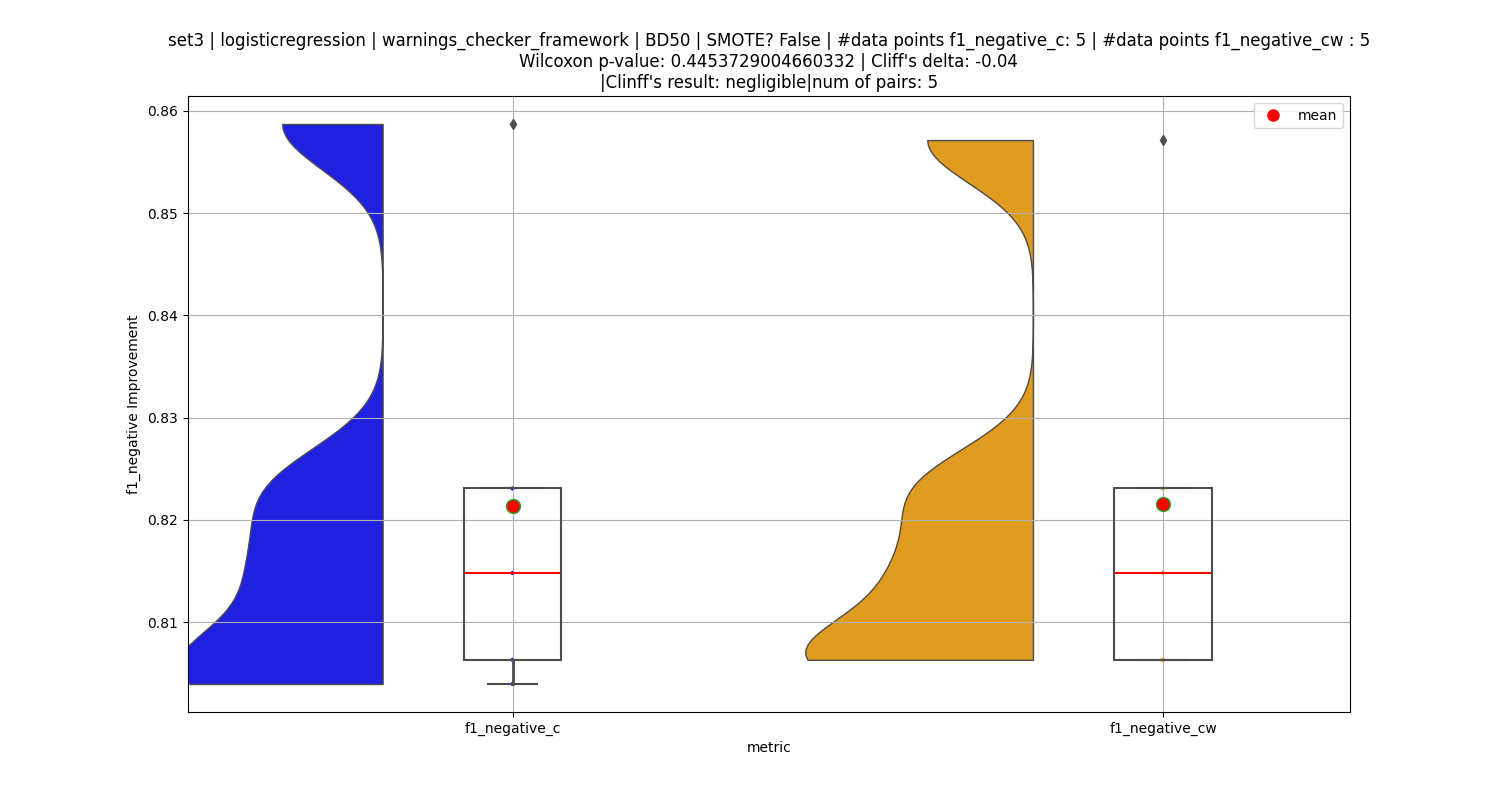 set3 | logisticregression | warnings_checker_framework | BD50 | SMOTE? False | #data points f1_negative_c: 5 | #data points f1_negative_cw : 5
Wilcoxon p-value: 0.4453729004660332 | Cliff's delta: -0.04
|Clinff's result: negligible|num of pairs: 5
0.86
0.85
0.84
0.83
0.82
0.81
f1_negative Improvement
mean
f1_negative_c
f1_negative_cw
metric